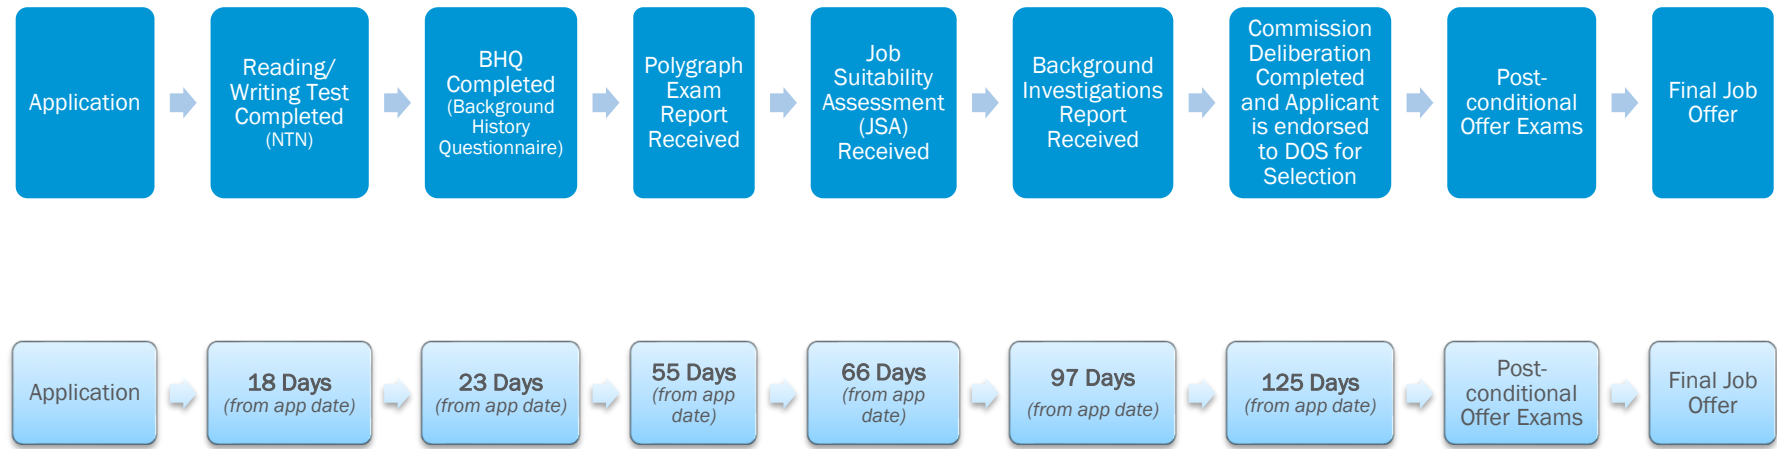 Application
Reading/
Writing Test
Completed
(NTN)
BHQ
Completed
(Background
History
Questionnaire)
Polygraph
Exam
Report
Received
Job
Suitability
Assessment
(JSA)
Received
Background
Investigations
Report
Received
Commission
Deliberation
Completed
and Applicant
is endorsed
to DOS for
Selection
Post-
conditional
Offer Exams
Final Job
Offer
Application
18 Days
(from app date)
23 Days
(from app date)
55 Days
(from app
date)
66 Days
(from app
date)
97 Days
(from app date)
125 Days
(from app date)
Post-
conditional
Offer Exams
Final Job
Offer